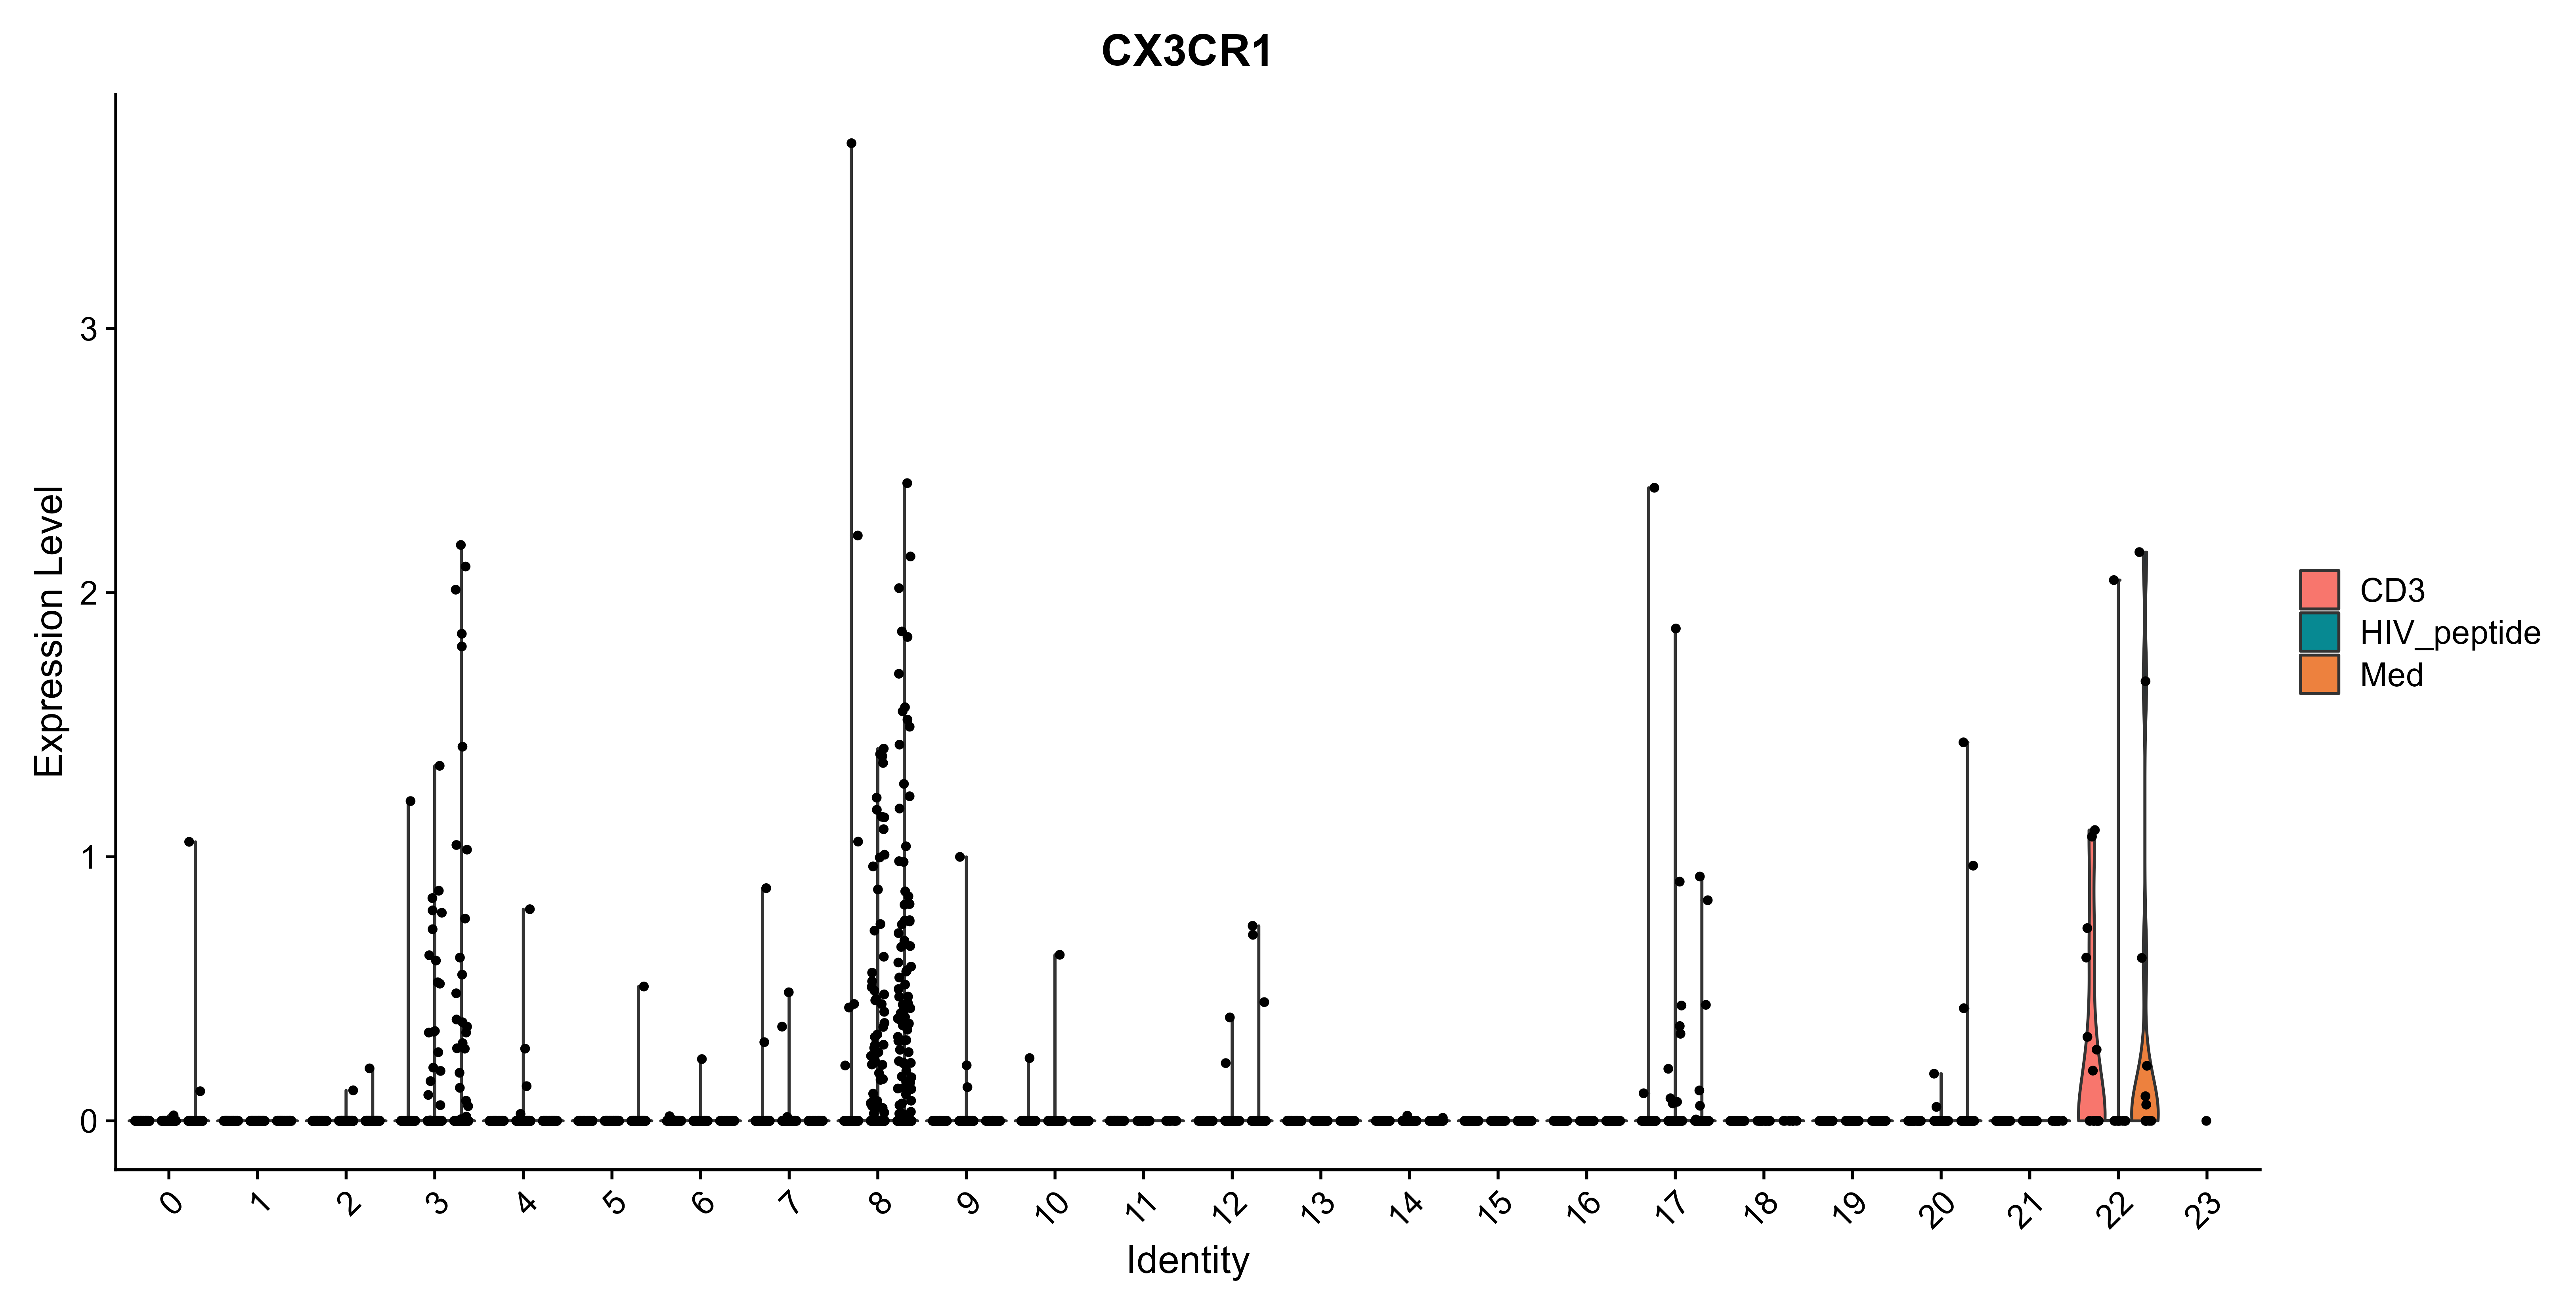 CX3CR1
Expression Level
3
2
1
0
0 1 2 3 4 5 6 7 8 9 10 11 12 13 14 15 16 17 18 19 20 21 22 23
Identity
CD3
HIV_peptide
Med